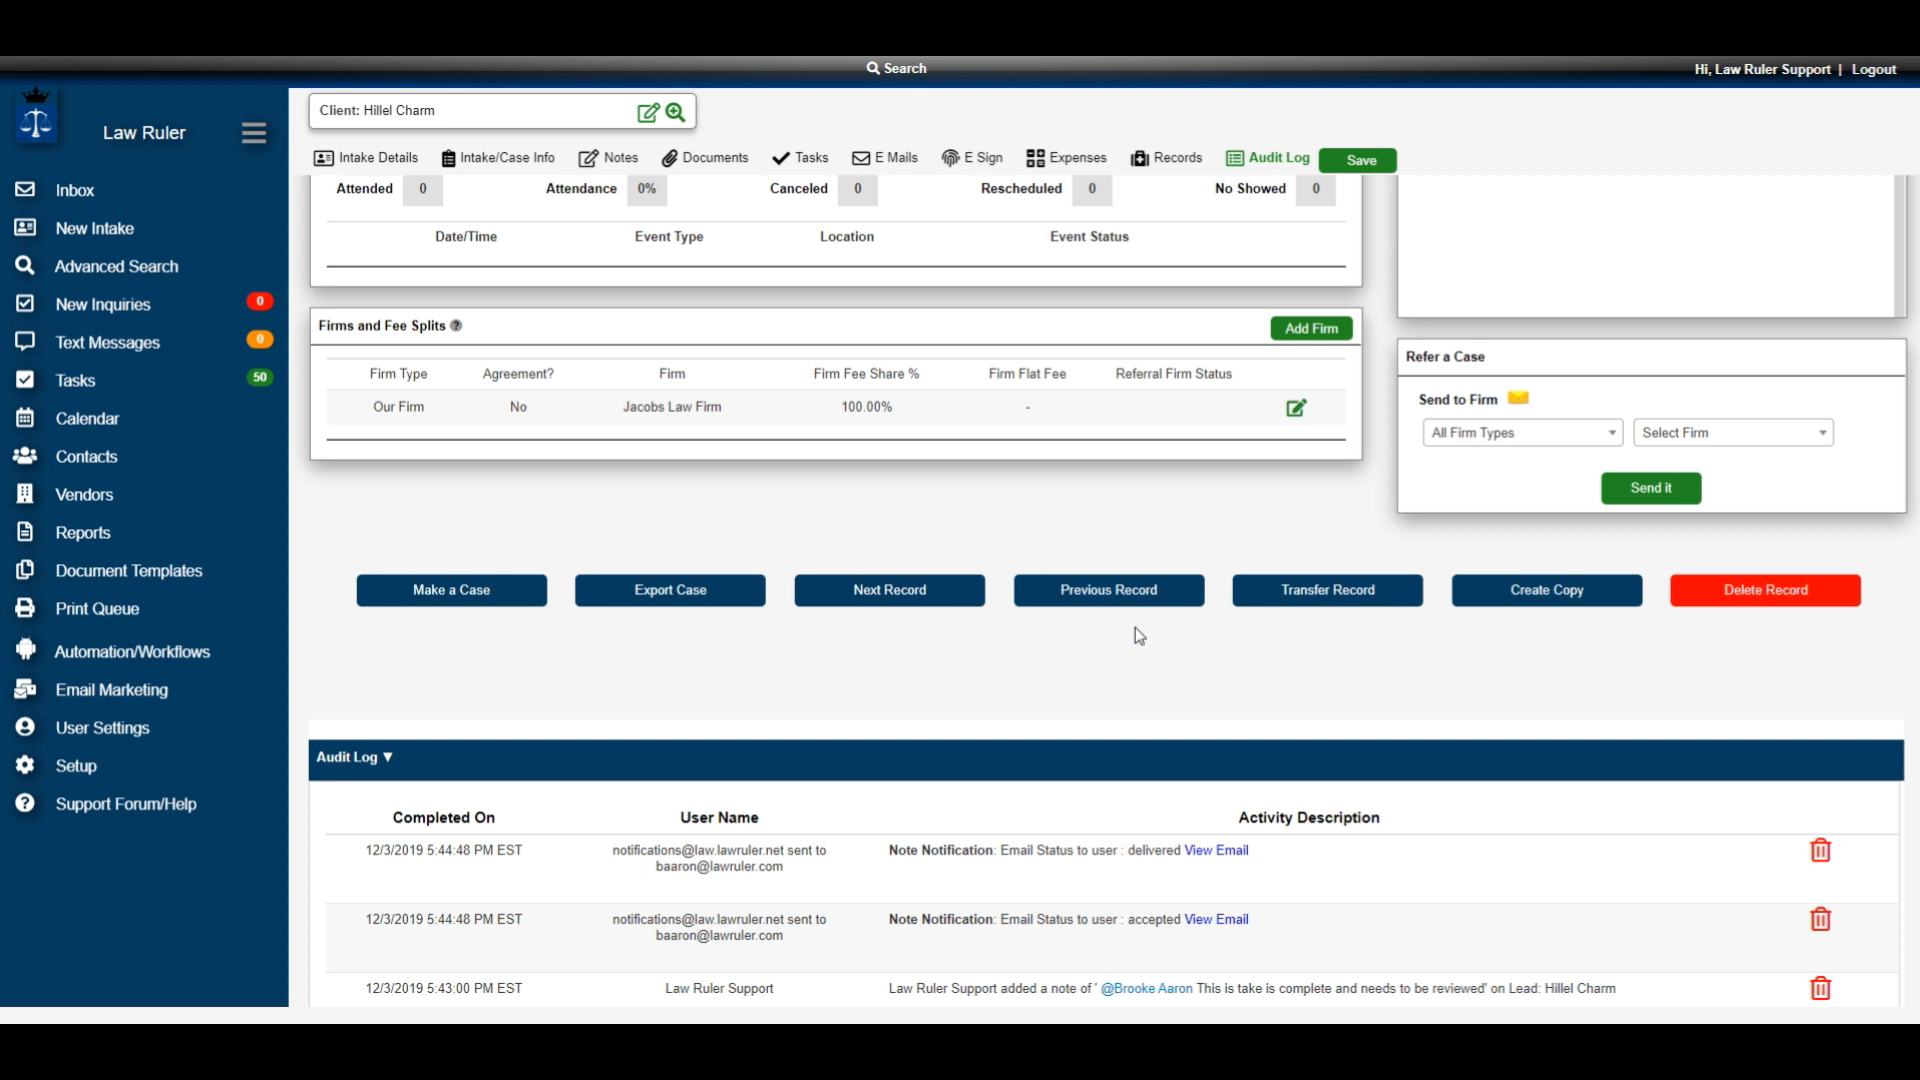 Search
Hi, Law Ruler Support | Logout
Law Ruler
Inbox
New Intake
Advanced Search
New Inquiries 0
Text Messages 0
Tasks 50
Calendar
Contacts
Vendors
Reports
Document Templates
Print Queue
Automation/Workflows
Email Marketing
User Settings
Setup
Support Forum/Help
Client: Hillel Charm
Intake Details Intake/Case Info Notes Documents Tasks E Mails E Sign Expenses Records Audit Log Save
Attended 0 Attendance 0% Canceled 0 Rescheduled 0 No Showed 0
Date/Time Event Type Location Event Status
Firms and Fee Splits ? Add Firm
Firm Type Agreement? Firm Firm Fee Share % Firm Flat Fee Referral Firm Status
Our Firm No Jacobs Law Firm 100.00% -
Refer a Case
Send to Firm
All Firm Types Select Firm
Send it
Make a Case Export Case Next Record Previous Record Transfer Record Create Copy Delete Record
Audit Log ▼
Completed On User Name Activity Description
12/3/2019 5:44:48 PM EST notifications@law.lawruler.net sent to Note Notification: Email Status to user : delivered View Email
baaron@lawruler.com
12/3/2019 5:44:48 PM EST notifications@law.lawruler.net sent to Note Notification: Email Status to user : accepted View Email
baaron@lawruler.com
12/3/2019 5:43:00 PM EST Law Ruler Support Law Ruler Support added a note of ' @Brooke Aaron This is take is complete and needs to be reviewed' on Lead: Hillel Charm